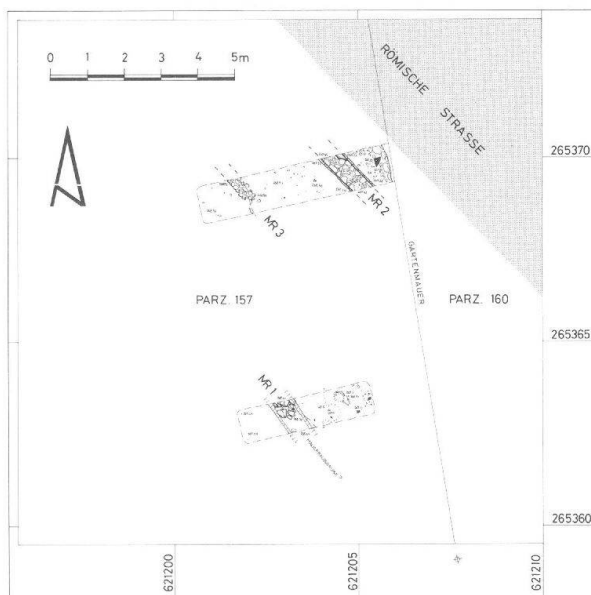 0 1 2 3 4 5m
RÖMISCHE
STRASSE
265370
MR 2
MR 3
GARTENMAUER
PARZ. 157
PARZ. 160
265365
MR 1
265360
621200
621205
621210